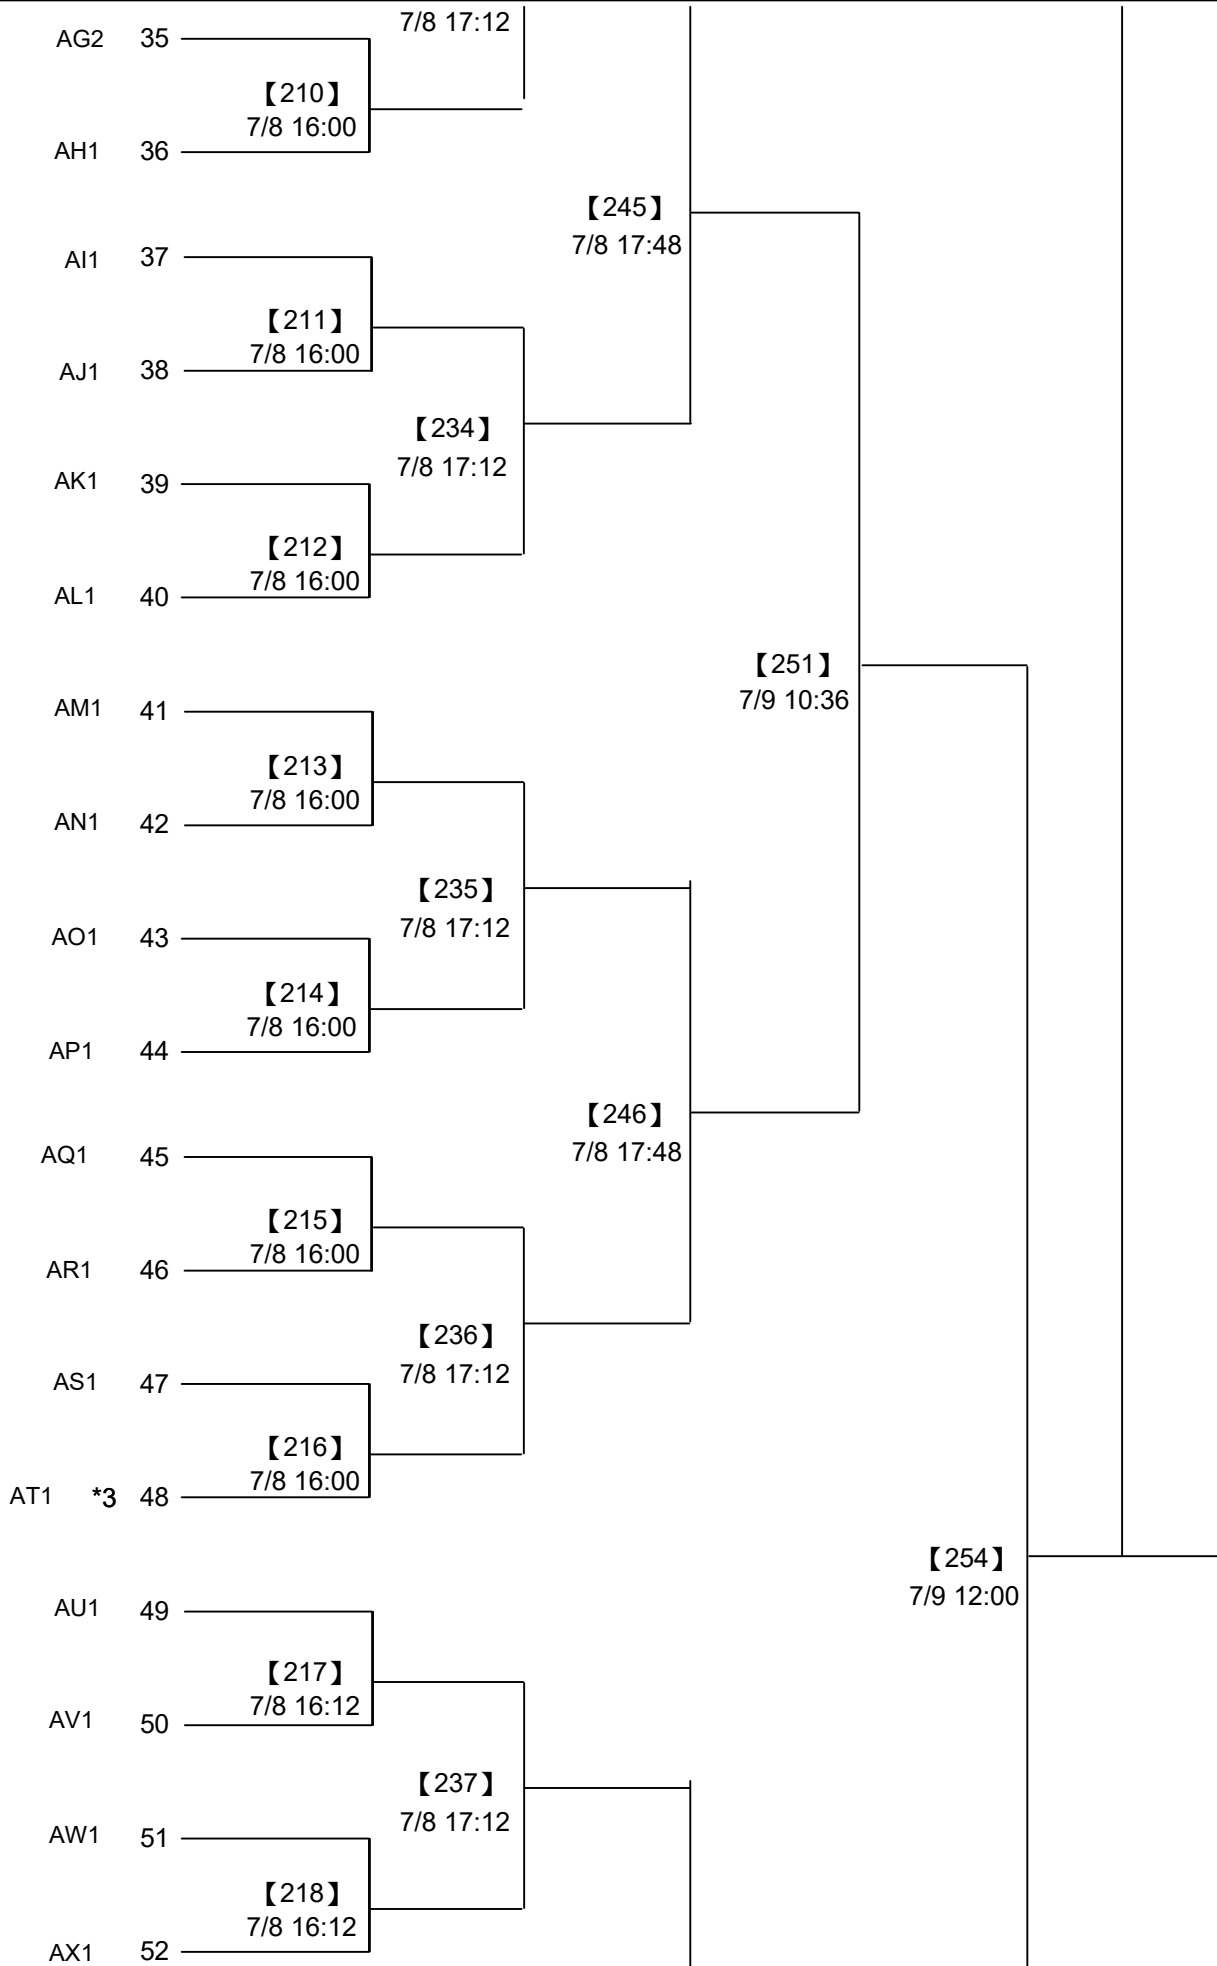 7/8 17:12
AG2 35
【210】
7/8 16:00
AH1 36
【245】
7/8 17:48
AI1 37
【211】
7/8 16:00
AJ1 38
【234】
7/8 17:12
AK1 39
【212】
7/8 16:00
AL1 40
【251】
7/9 10:36
AM1 41
【213】
7/8 16:00
AN1 42
【235】
7/8 17:12
AO1 43
【214】
7/8 16:00
AP1 44
【246】
7/8 17:48
AQ1 45
【215】
7/8 16:00
AR1 46
【236】
7/8 17:12
AS1 47
【216】
7/8 16:00
AT1 *3 48
【254】
7/9 12:00
AU1 49
【217】
7/8 16:12
AV1 50
【237】
7/8 17:12
AW1 51
【218】
7/8 16:12
AX1 52